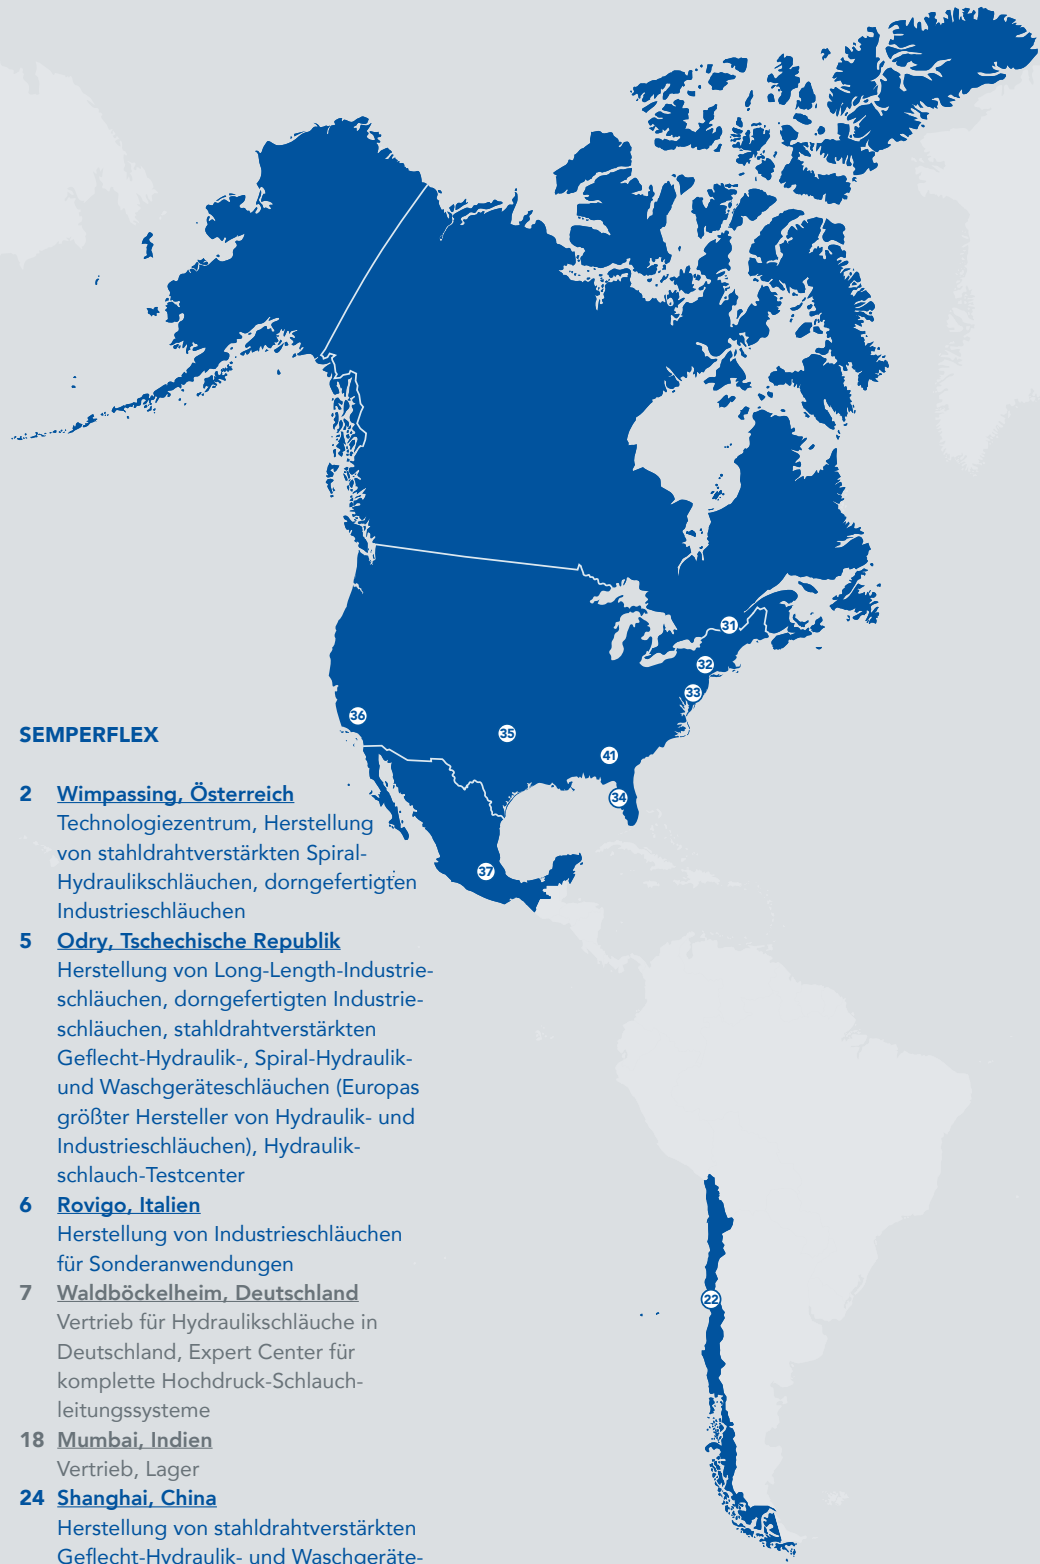 31
32
33
36
35
41
34
37
22
SEMPERFLEX
2 Wimpassing, Österreich
Technologiezentrum, Herstellung
von stahldrahtverstärkten Spiral-
Hydraulikschläuchen, dorngefertigten
Industrieschläuchen
5 Odry, Tschechische Republik
Herstellung von Long-Length-Industrie-
schläuchen, dorngefertigten Industrie-
schläuchen, stahldrahtverstärkten
Geflecht-Hydraulik-, Spiral-Hydraulik-
und Waschgeräteschläuchen (Europas
größter Hersteller von Hydraulik- und
Industrieschläuchen), Hydraulik-
schlauch-Testcenter
6 Rovigo, Italien
Herstellung von Industrieschläuchen
für Sonderanwendungen
7 Waldböckelheim, Deutschland
Vertrieb für Hydraulikschläuche in
Deutschland, Expert Center für
komplette Hochdruck-Schlauch-
leitungssysteme
18 Mumbai, Indien
Vertrieb, Lager
24 Shanghai, China
Herstellung von stahldrahtverstärkten
Geflecht-Hydraulik- und Waschgeräte-